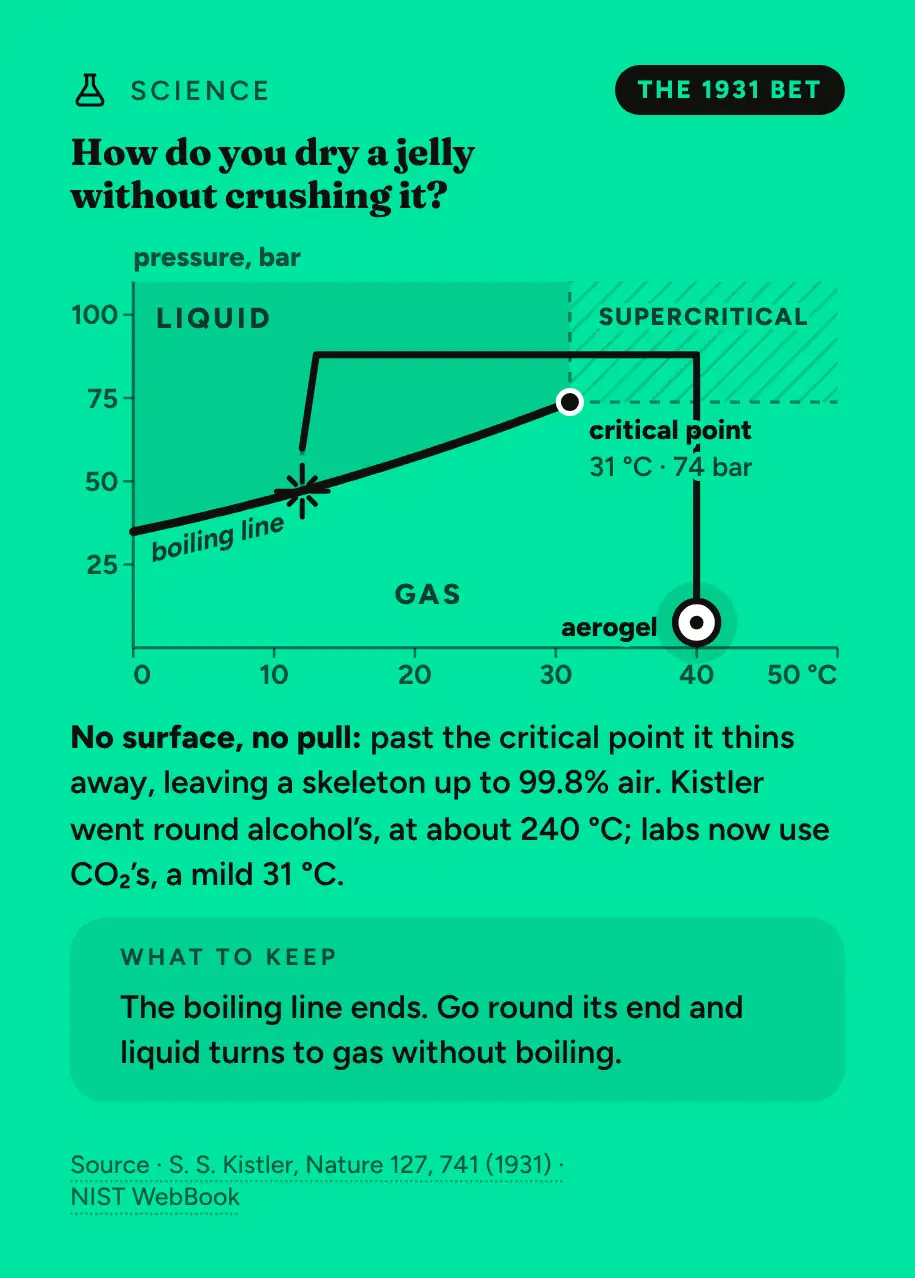 SCIENCE
THE 1931 BET
How do you dry a jelly
without crushing it?
pressure, bar
100
LIQUID
SUPERCRITICAL
75
critical point
31 °C · 74 bar
50
boiling line
25
GAS
aerogel
0
10
20
30
40
50 °C
No surface, no pull: past the critical point it thins
away, leaving a skeleton up to 99.8% air. Kistler
went round alcohol’s, at about 240 °C; labs now use
CO₂’s, a mild 31 °C.
WHAT TO KEEP
The boiling line ends. Go round its end and
liquid turns to gas without boiling.
Source · S. S. Kistler, Nature 127, 741 (1931) ·
NIST WebBook